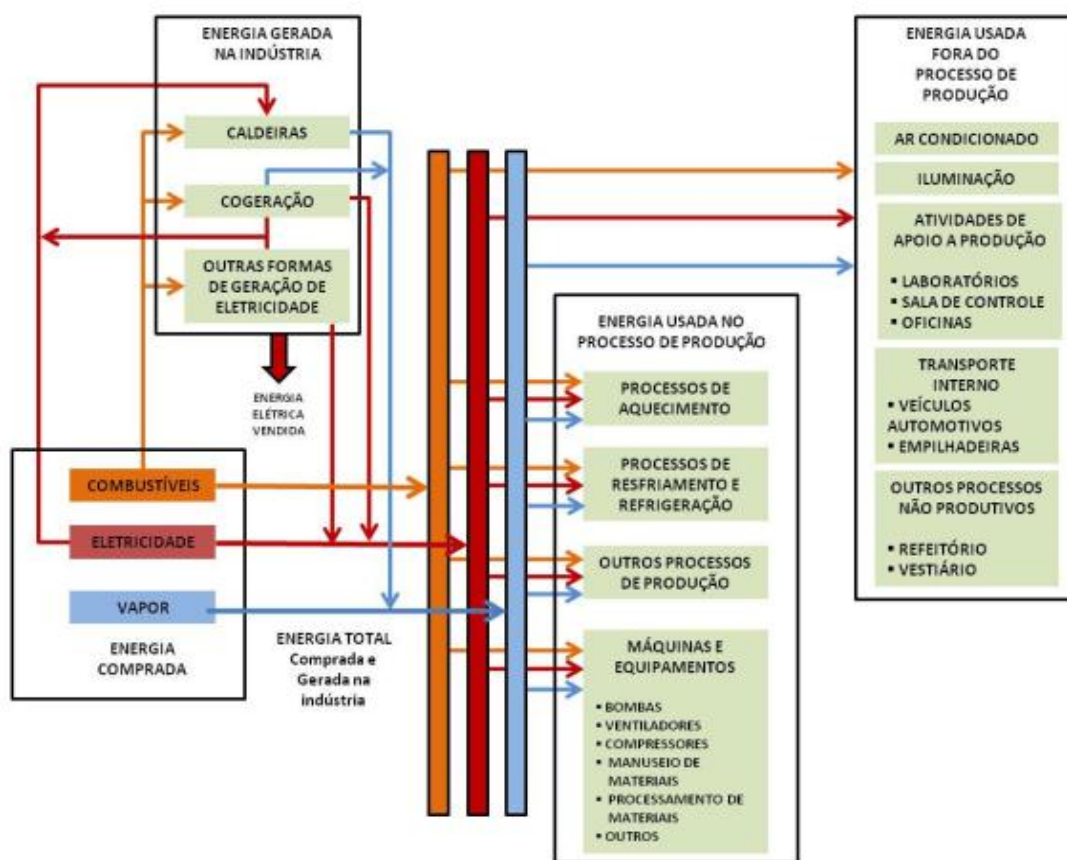 ENERGIA GERADA
NA INDÚSTRIA
CALDEIRAS
COGERAÇÃO
OUTRAS FORMAS
DE GERAÇÃO DE
ELETRICIDADE
ENERGIA
ELÉTRICA
VENDIDA
COMBUSTÍVEIS
ELETRICIDADE
VAPOR
ENERGIA
COMPRADA
ENERGIA TOTAL
Comprada e
Gerada na
indústria
ENERGIA USADA NO
PROCESSO DE PRODUÇÃO
PROCESSOS DE
AQUECIMENTO
PROCESSOS DE
RESFRIAMENTO E
REFRIGERAÇÃO
OUTROS PROCESSOS
DE PRODUÇÃO
MÁQUINAS E
EQUIPAMENTOS
▪ BOMBAS
▪ VENTILADORES
▪ COMPRESSORES
▪ MANUSEIO DE
MATERIAIS
▪ PROCESSAMENTO DE
MATERIAIS
▪ OUTROS
ENERGIA USADA
FORA DO
PROCESSO DE
PRODUÇÃO
AR CONDICIONADO
ILUMINAÇÃO
ATIVIDADES DE
APOIO A PRODUÇÃO
▪ LABORATÓRIOS
▪ SALA DE CONTROLE
▪ OFICINAS
TRANSPORTE
INTERNO
▪ VEÍCULOS
AUTOMOTIVOS
▪ EMPILHADEIRAS
OUTROS PROCESSOS
NÃO PRODUTIVOS
▪ REFEITÓRIO
▪ VESTIÁRIO